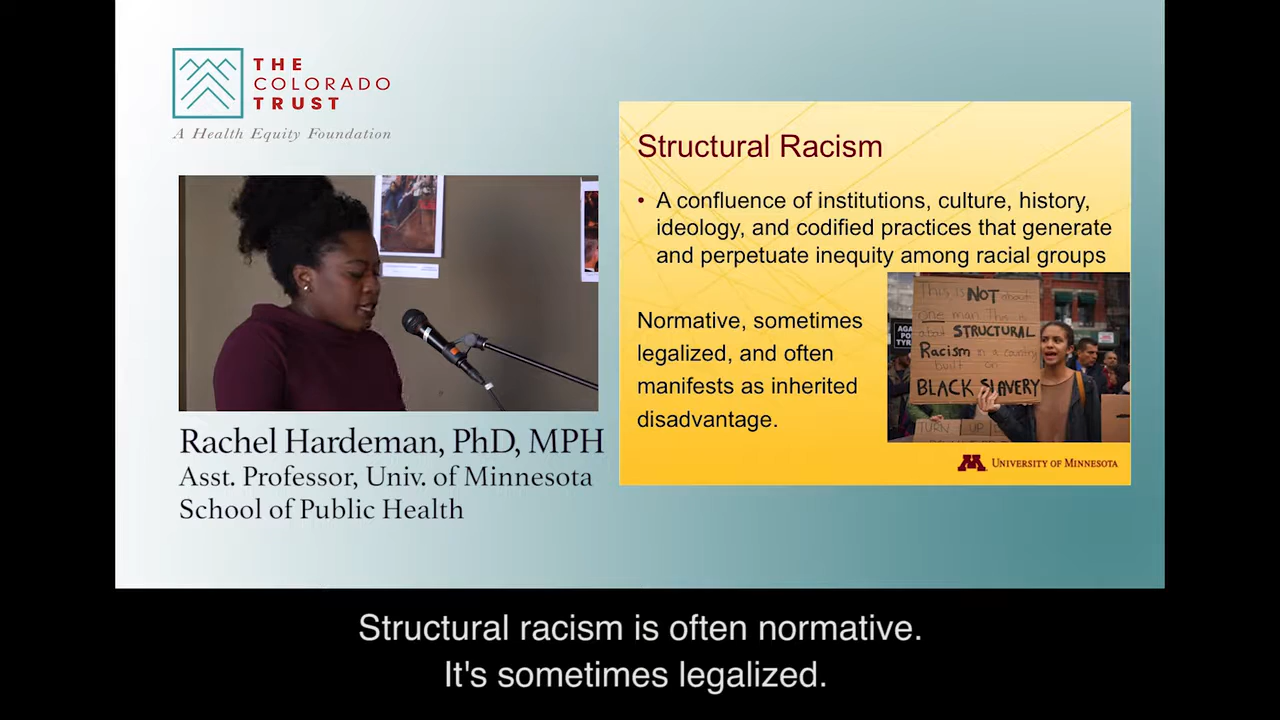 THE
COLORADO
TRUST
A Health Equity Foundation
Rachel Hardeman, PhD, MPH
Asst. Professor, Univ. of Minnesota
School of Public Health
Structural Racism
• A confluence of institutions, culture, history,
ideology, and codified practices that generate
and perpetuate inequity among racial groups
Normative, sometimes
legalized, and often
manifests as inherited
disadvantage.
This is NOT about
one man. This is
about STRUCTURAL
Racism in a country
built on
BLACK SLAVERY
TURN UP
M UNIVERSITY OF MINNESOTA
Structural racism is often normative.
It's sometimes legalized.